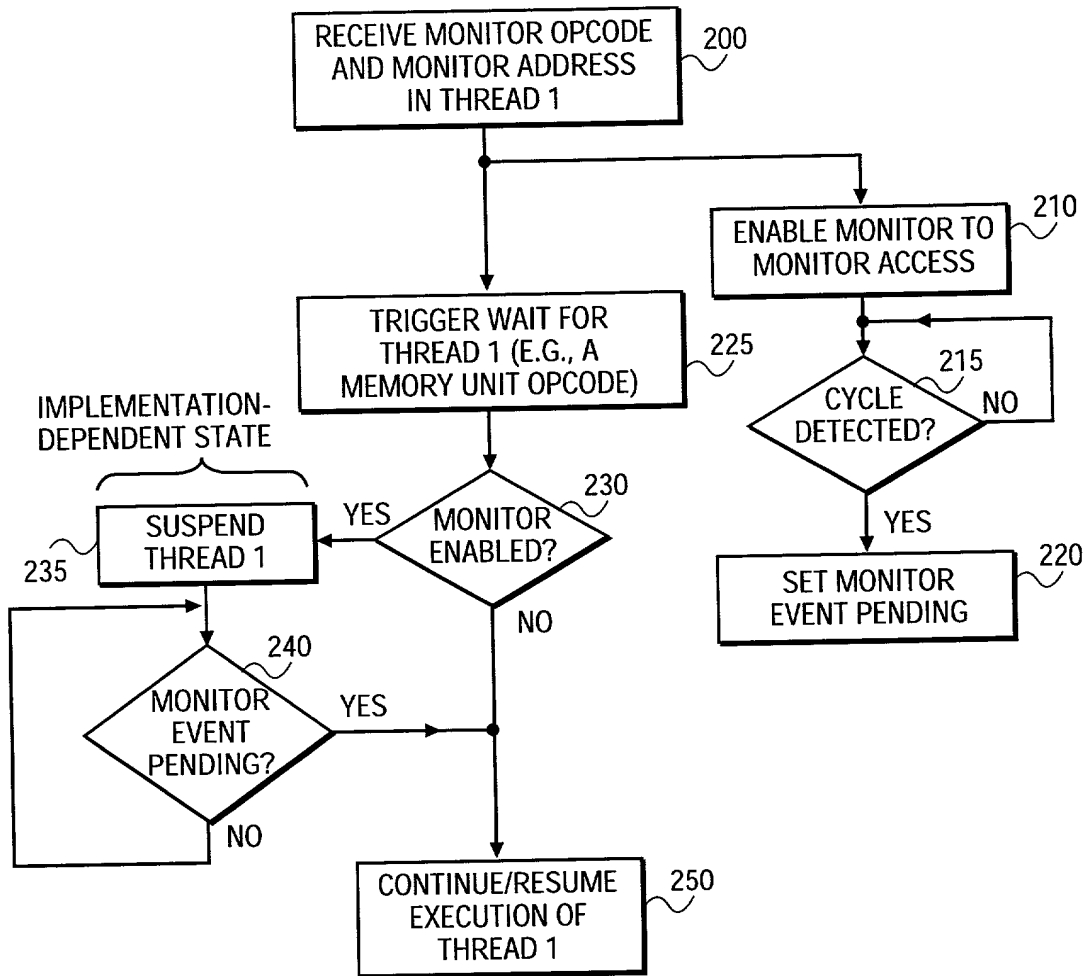 RECEIVE MONITOR OPCODE
AND MONITOR ADDRESS
IN THREAD 1
200
ENABLE MONITOR TO
MONITOR ACCESS
210
TRIGGER WAIT FOR
THREAD 1 (E.G., A
MEMORY UNIT OPCODE)
225
CYCLE
DETECTED?
215
NO
YES
IMPLEMENTATION-
DEPENDENT STATE
SUSPEND
THREAD 1
235
YES
MONITOR
ENABLED?
230
NO
SET MONITOR
EVENT PENDING
220
MONITOR
EVENT
PENDING?
240
YES
NO
CONTINUE/RESUME
EXECUTION OF
THREAD 1
250